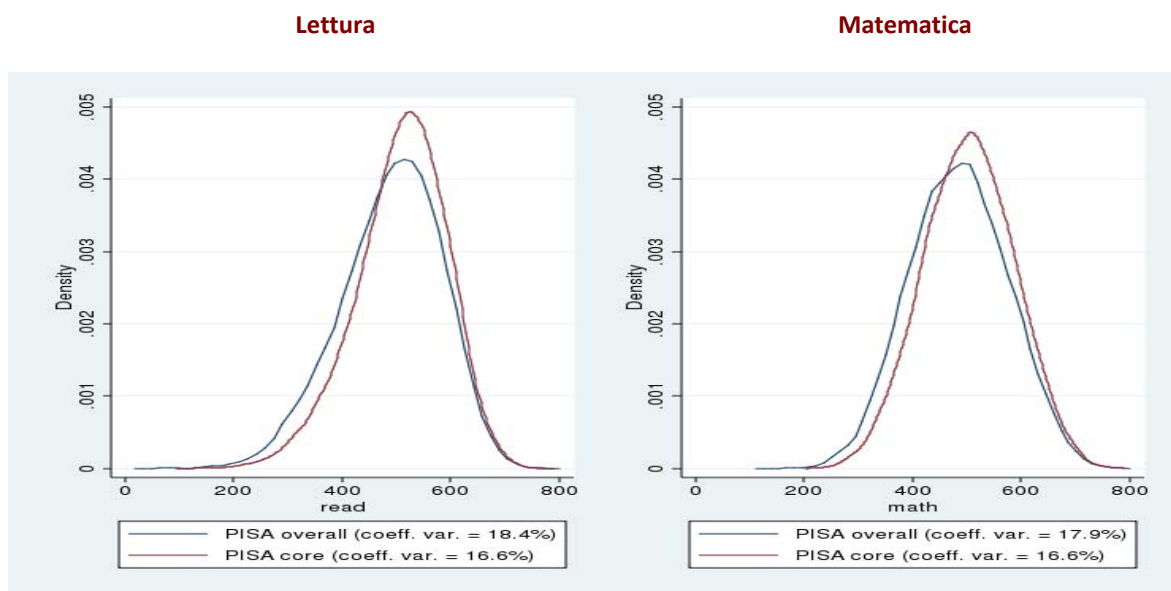 Lettura
Matematica
.005
.004
.003
.002
.001
0
Density
0 200 400 600 800
read
PISA overall (coeff. var. = 18.4%)
PISA core (coeff. var. = 16.6%)
.005
.004
.003
.002
.001
0
Density
0 200 400 600 800
math
PISA overall (coeff. var. = 17.9%)
PISA core (coeff. var. = 16.6%)